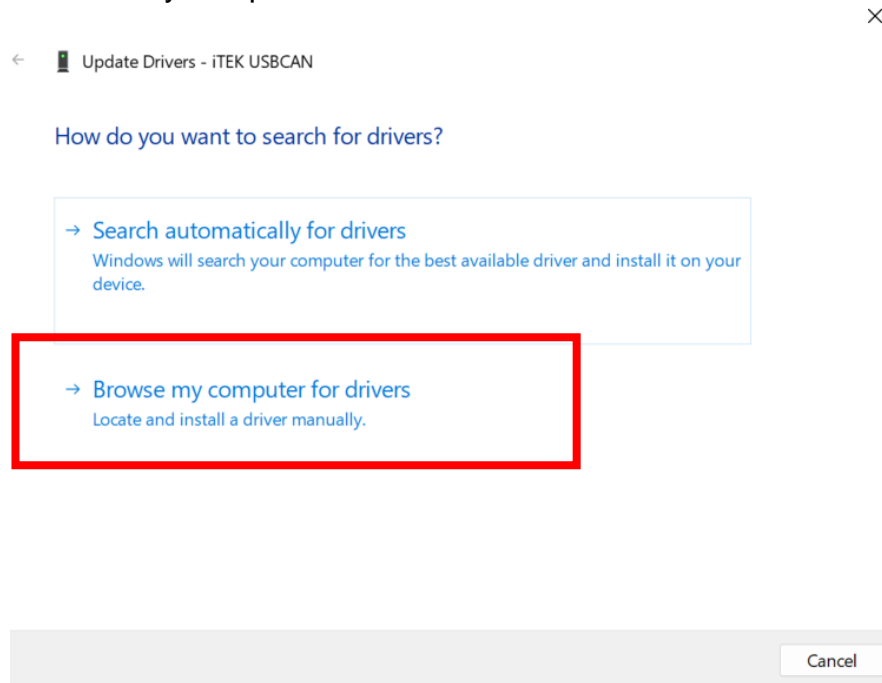 Update Drivers - iTEK USBCAN
How do you want to search for drivers?
Search automatically for drivers
Windows will search your computer for the best available driver and install it on your
device.
Browse my computer for drivers
Locate and install a driver manually.
Cancel